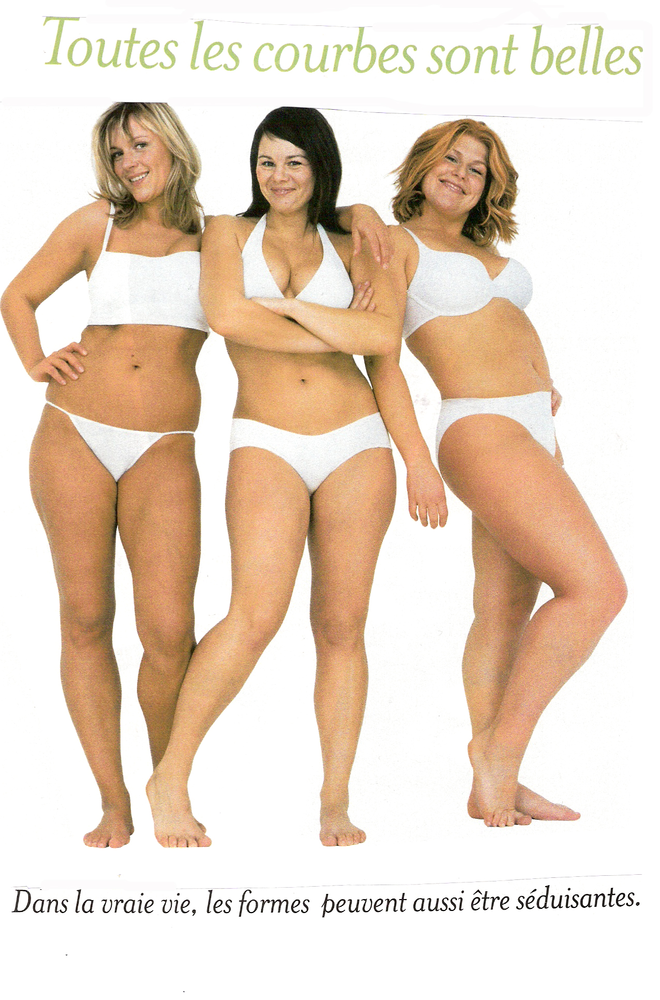 Toutes les courbes sont belles
Dans la vraie vie, les formes peuvent aussi être séduisantes.